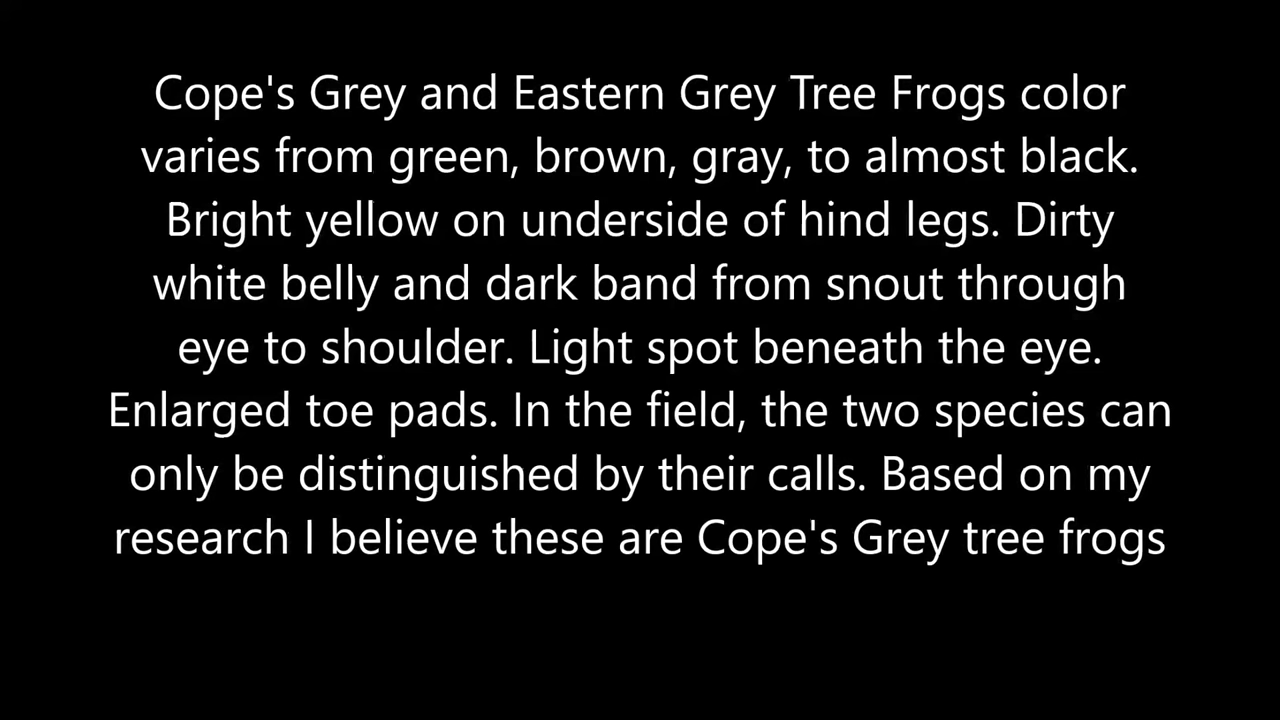 Cope's Grey and Eastern Grey Tree Frogs color
varies from green, brown, gray, to almost black.
Bright yellow on underside of hind legs. Dirty
white belly and dark band from snout through
eye to shoulder. Light spot beneath the eye.
Enlarged toe pads. In the field, the two species can
only be distinguished by their calls. Based on my
research I believe these are Cope's Grey tree frogs